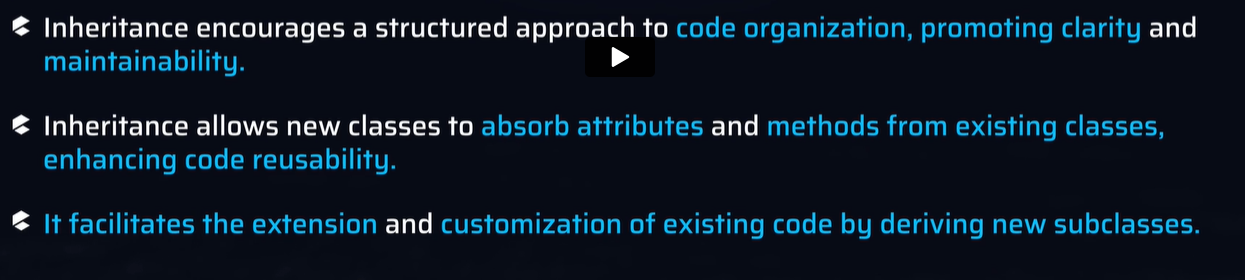 Inheritance encourages a structured approach to code organization, promoting clarity and
maintainability.
Inheritance allows new classes to absorb attributes and methods from existing classes,
enhancing code reusability.
It facilitates the extension and customization of existing code by deriving new subclasses.